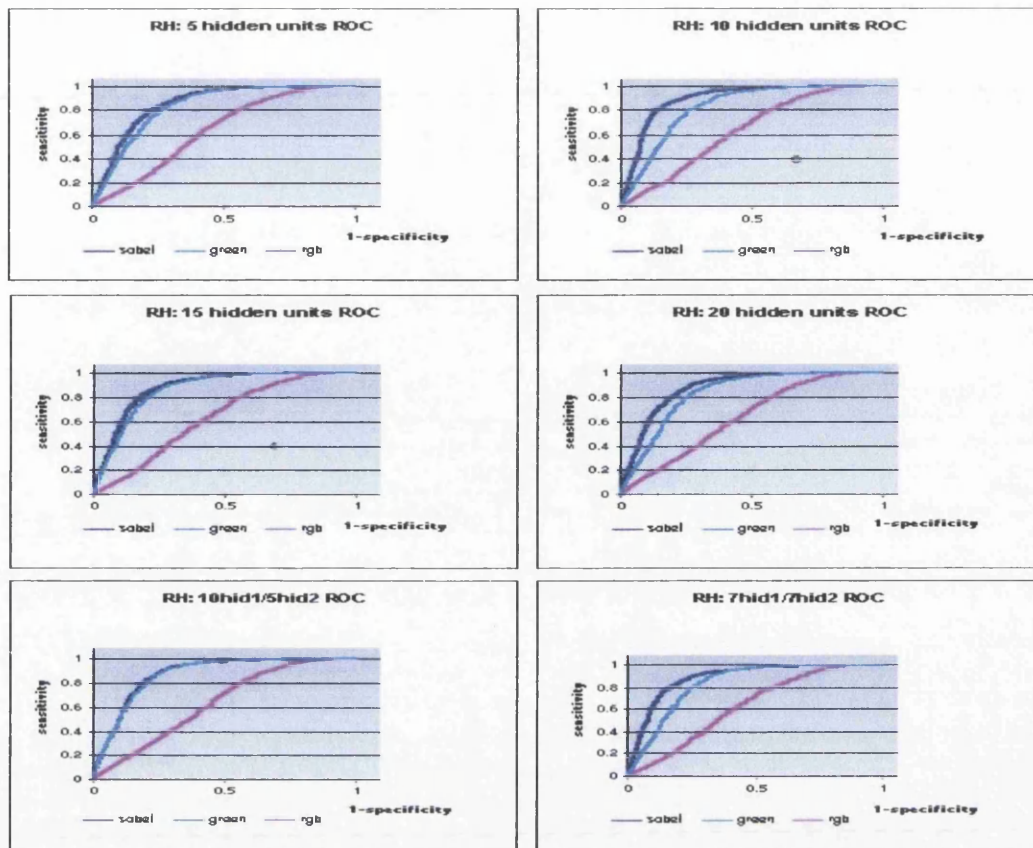 RH: 5 hidden units ROC
sensitivity
1
0.8
0.6
0.4
0.2
0
0 0.5 1
1-specificity
sobel green rgb
RH: 10 hidden units ROC
sensitivity
1
0.8
0.6
0.4
0.2
0
0 0.5 1
1-specificity
sobel green rgb
RH: 15 hidden units ROC
sensitivity
1
0.8
0.6
0.4
0.2
0
0 0.5 1
1-specificity
sobel green rgb
RH: 20 hidden units ROC
sensitivity
1
0.8
0.6
0.4
0.2
0
0 0.5 1
1-specificity
sobel green rgb
RH: 10hid1/5hid2 ROC
sensitivity
1
0.8
0.6
0.4
0.2
0
0 0.5 1
1-specificity
sobel green rgb
RH: 7hid1/7hid2 ROC
sensitivity
1
0.8
0.6
0.4
0.2
0
0 0.5 1
1-specificity
sobel green rgb